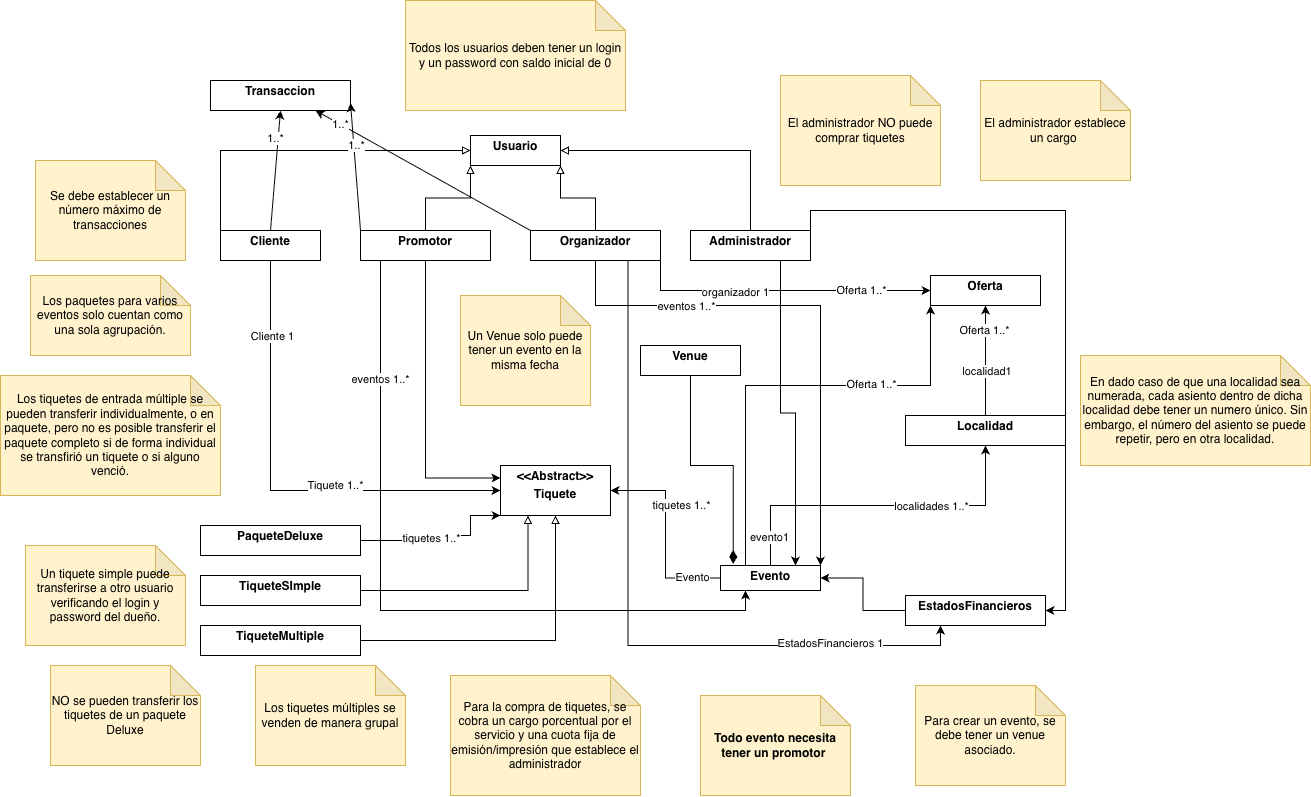 Todos los usuarios deben tener un login
y un password con saldo inicial de 0
Transaccion
El administrador NO puede
comprar tiquetes
El administrador establece
un cargo
1..*
1..*
1..*
Usuario
Se debe establecer un
número máximo de
transacciones
Cliente
Promotor
Organizador
Administrador
Los paquetes para varios
eventos solo cuentan como
una sola agrupación.
organizador 1
Oferta 1..*
Oferta
eventos 1..*
Cliente 1
Un Venue solo puede
tener un evento en la
misma fecha
Oferta 1..*
Venue
localidad1
eventos 1..*
Oferta 1..*
Los tiquetes de entrada múltiple se
pueden transferir individualmente, o en
paquete, pero no es posible transferir el
paquete completo si de forma individual
se transfirió un tiquete o si alguno
venció.
En dado caso de que una localidad sea
numerada, cada asiento dentro de dicha
localidad debe tener un numero único. Sin
embargo, el número del asiento se puede
repetir, pero en otra localidad.
Localidad
Tiquete 1..*
<<Abstract>>
Tiquete
tiquetes 1..*
localidades 1..*
PaqueteDeluxe
tiquetes 1..*
evento1
Un tiquete simple puede
transferirse a otro usuario
verificando el login y
password del dueño.
TiqueteSImple
Evento
Evento
EstadosFinancieros
TiqueteMultiple
EstadosFinancieros 1
NO se pueden transferir los
tiquetes de un paquete
Deluxe
Los tiquetes múltiples se
venden de manera grupal
Para la compra de tiquetes, se
cobra un cargo porcentual por el
servicio y una cuota fija de
emisión/impresión que establece el
administrador
Todo evento necesita
tener un promotor
Para crear un evento, se
debe tener un venue
asociado.